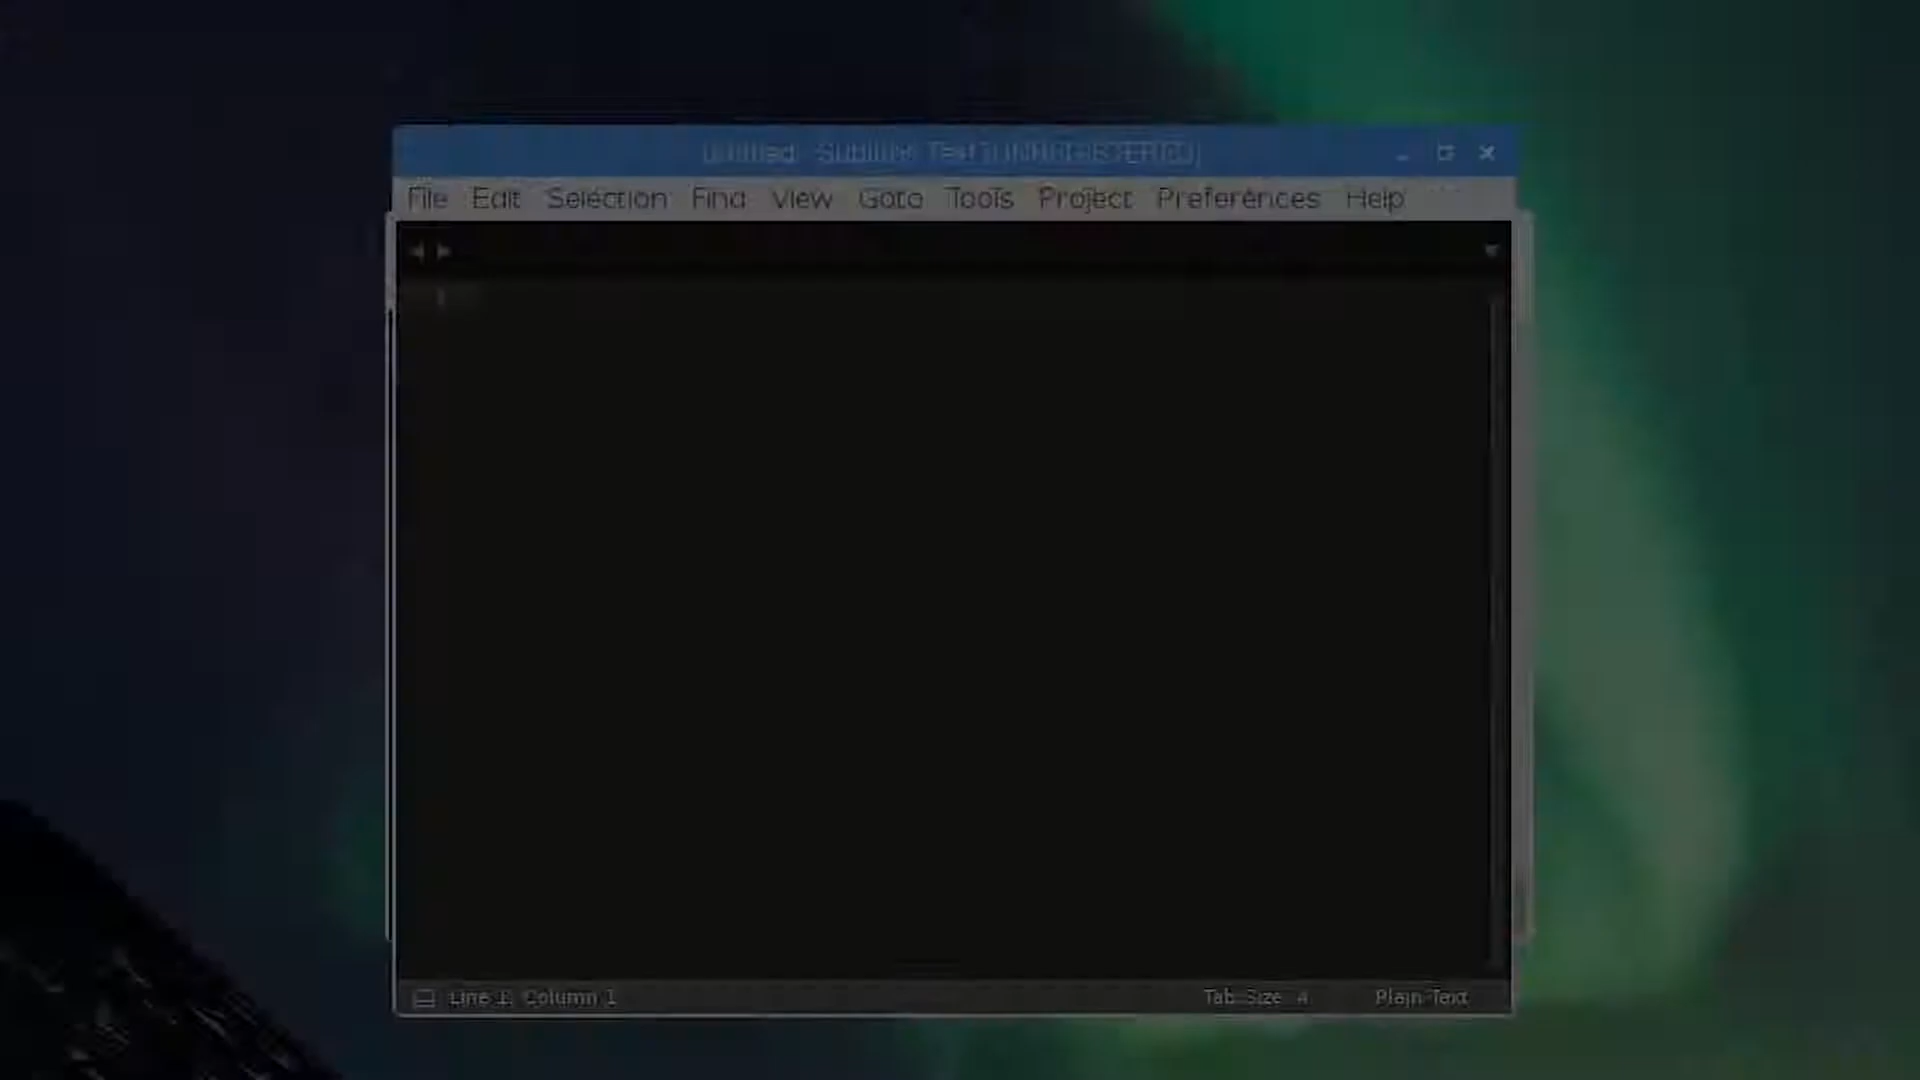 untitled - Sublime Text [UNREGISTERED]
File Edit Selection Find View Goto Tools Project Preferences Help
Line 1, Column 1 Tab Size: 4 Plain Text